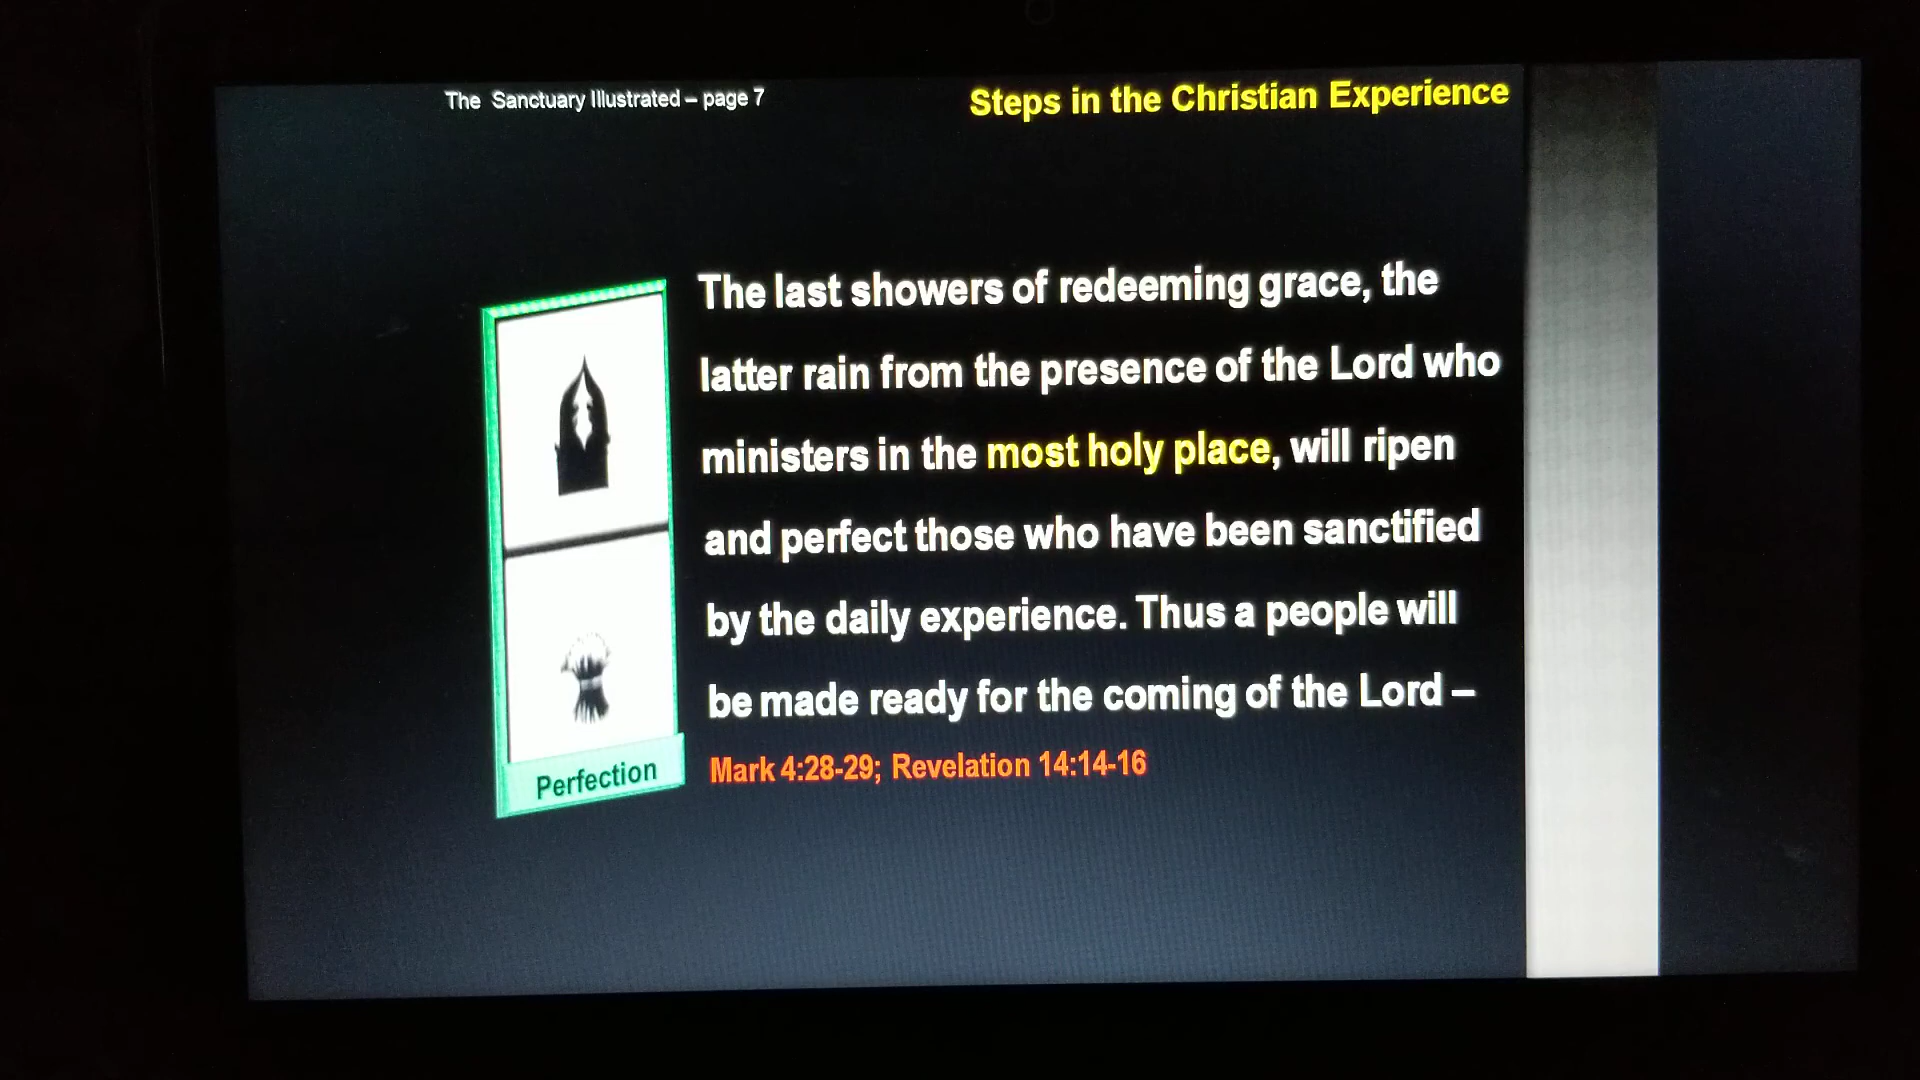 The Sanctuary Illustrated – page 7
Steps in the Christian Experience
The last showers of redeeming grace, the
latter rain from the presence of the Lord who
ministers in the most holy place, will ripen
and perfect those who have been sanctified
by the daily experience. Thus a people will
be made ready for the coming of the Lord –
Mark 4:28-29; Revelation 14:14-16
Perfection